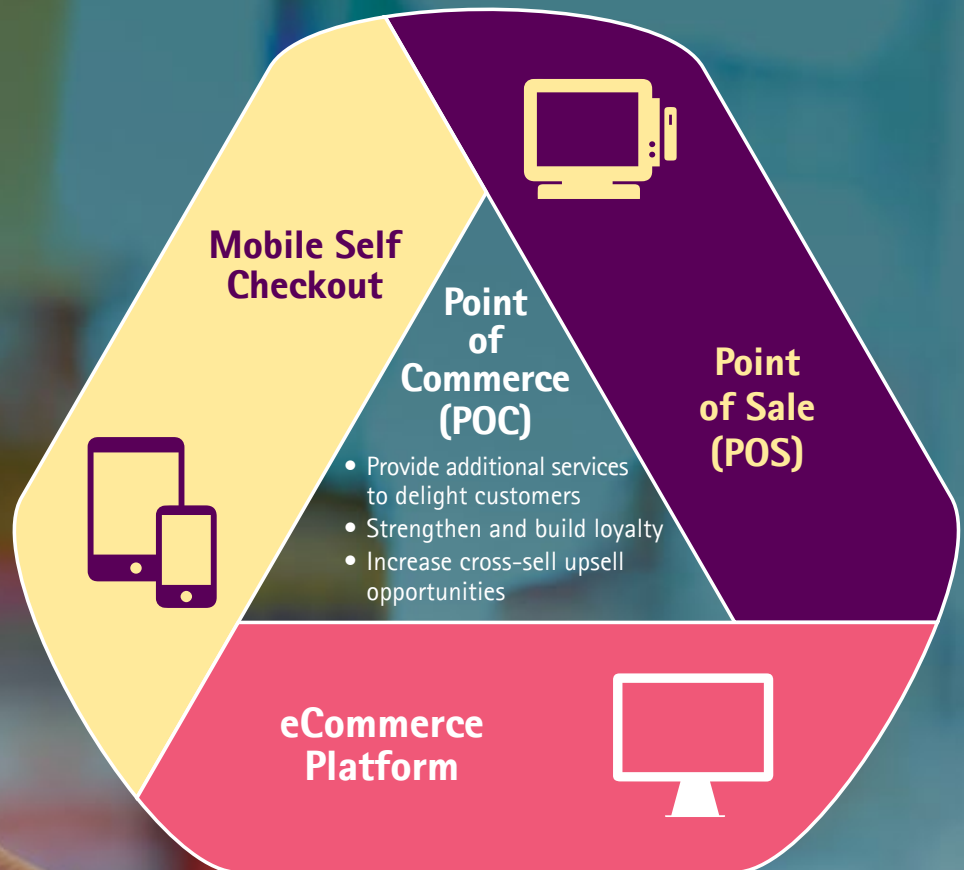 Mobile Self
Checkout
Point
of
Commerce
(POC)
• Provide additional services
to delight customers
• Strengthen and build loyalty
• Increase cross-sell upsell
opportunities
Point
of Sale
(POS)
eCommerce
Platform